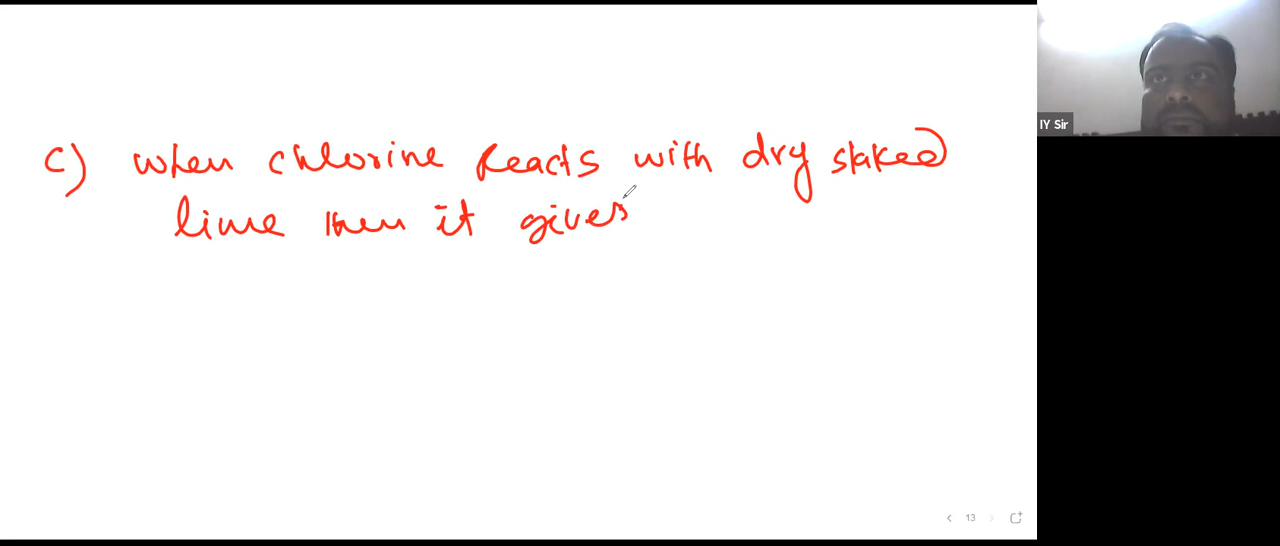 c) when chlorine reacts with dry slaked
lime then it gives
IY Sir
13